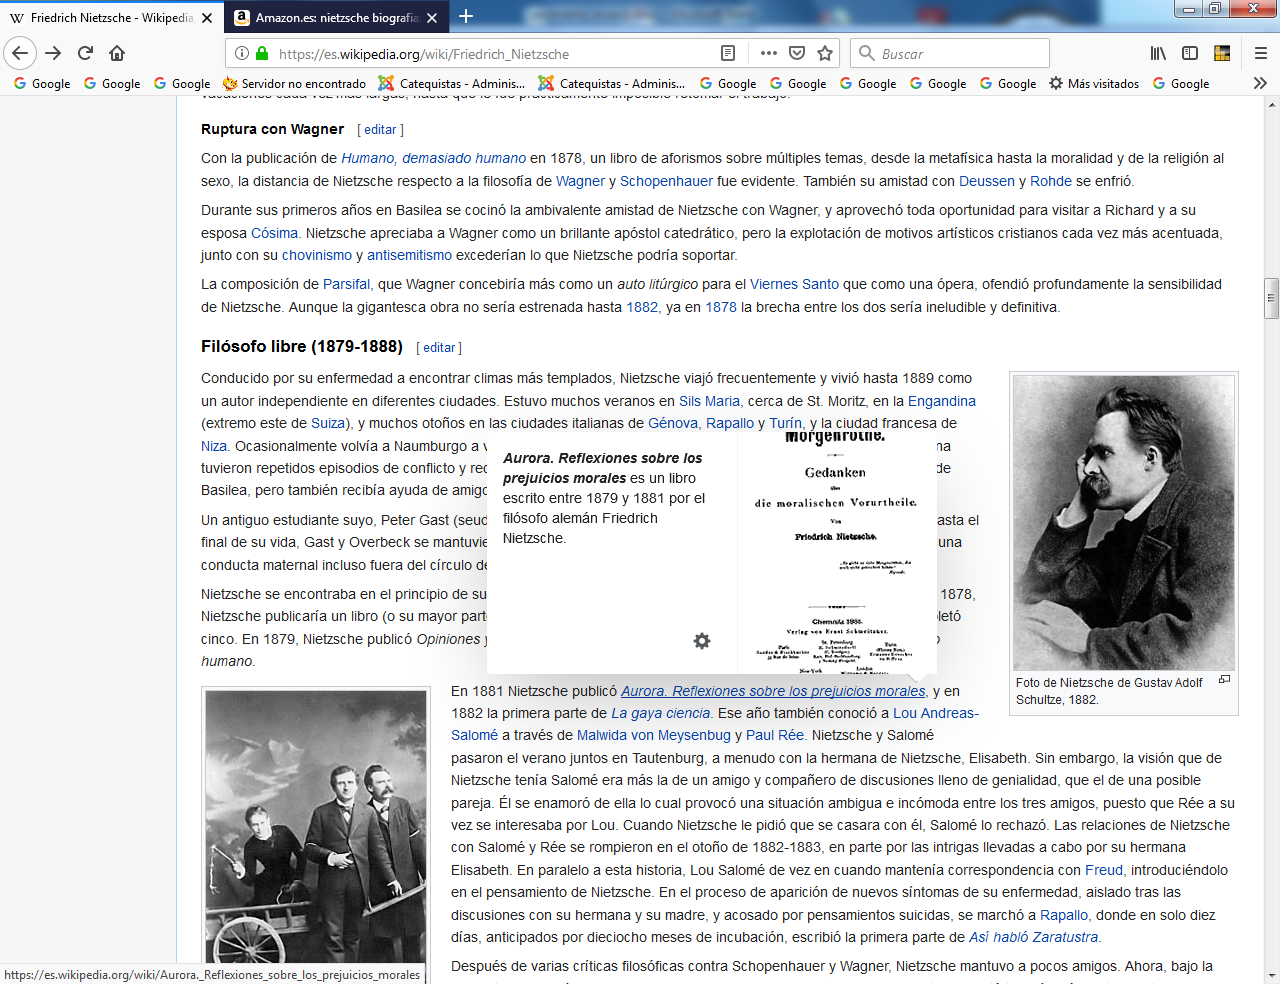 Friedrich Nietzsche - Wikipedia,
Amazon.es: nietzsche biografias
https://es.wikipedia.org/wiki/Friedrich_Nietzsche
Buscar
Google
Google
Google
Servidor no encontrado
Catequistas - Adminis...
Catequistas - Adminis...
Google
Google
Google
Google
Google
Más visitados
Google
Ruptura con Wagner [ editar ]
Con la publicación de Humano, demasiado humano en 1878, un libro de aforismos sobre múltiples temas, desde la metafísica hasta la moralidad y de la religión al
sexo, la distancia de Nietzsche respecto a la filosofía de Wagner y Schopenhauer fue evidente. También su amistad con Deussen y Rohde se enfrió.
Durante sus primeros años en Basilea se cocinó la ambivalente amistad de Nietzsche con Wagner, y aprovechó toda oportunidad para visitar a Richard y a su
esposa Cósima. Nietzsche apreciaba a Wagner como un brillante apóstol catedrático, pero la explotación de motivos artísticos cristianos cada vez más acentuada,
junto con su chovinismo y antisemitismo excederían lo que Nietzsche podría soportar.
La composición de Parsifal, que Wagner concebiría más como un auto litúrgico para el Viernes Santo que como una ópera, ofendió profundamente la sensibilidad
de Nietzsche. Aunque la gigantesca obra no sería estrenada hasta 1882, ya en 1878 la brecha entre los dos sería ineludible y definitiva.
Filósofo libre (1879-1888) [ editar ]
Conducido por su enfermedad a encontrar climas más templados, Nietzsche viajó frecuentemente y vivió hasta 1889 como
un autor independiente en diferentes ciudades. Estuvo muchos veranos en Sils Maria, cerca de St. Moritz, en la Engandina
(extremo este de Suiza), y muchos otoños en las ciudades italianas de Génova, Rapallo y Turín, y la ciudad francesa de
Niza. Ocasionalmente volvía a Naumburgo a v
na
tuvieron repetidos episodios de conflicto y rec
de
Basilea, pero también recibía ayuda de amigo
Un antiguo estudiante suyo, Peter Gast (seud
asta el
final de su vida, Gast y Overbeck se mantuvie
una
conducta maternal incluso fuera del círculo de
Nietzsche se encontraba en el principio de su
1878,
Nietzsche publicaría un libro (o su mayor part
pletó
cinco. En 1879, Nietzsche publicó Opiniones y
o
humano.
Aurora. Reflexiones sobre los
prejuicios morales es un libro
escrito entre 1879 y 1881 por el
filósofo alemán Friedrich
Nietzsche.
Morgenröthe.
Gedanken
über
die moralischen Vorurtheile.
Von
Friedrich Nietzsche.
Chemnitz 1881.
Verlag von Ernst Schmeitzner.
Foto de Nietzsche de Gustav Adolf
Schultze, 1882.
En 1881 Nietzsche publicó Aurora. Reflexiones sobre los prejuicios morales, y en
1882 la primera parte de La gaya ciencia. Ese año también conoció a Lou Andreas-
Salomé a través de Malwida von Meysenbug y Paul Rée. Nietzsche y Salomé
pasaron el verano juntos en Tautenburg, a menudo con la hermana de Nietzsche, Elisabeth. Sin embargo, la visión que de
Nietzsche tenía Salomé era más la de un amigo y compañero de discusiones lleno de genialidad, que el de una posible
pareja. Él se enamoró de ella lo cual provocó una situación ambigua e incómoda entre los tres amigos, puesto que Rée a su
vez se interesaba por Lou. Cuando Nietzsche le pidió que se casara con él, Salomé lo rechazó. Las relaciones de Nietzsche
con Salomé y Rée se rompieron en el otoño de 1882-1883, en parte por las intrigas llevadas a cabo por su hermana
Elisabeth. En paralelo a esta historia, Lou Salomé de vez en cuando mantenía correspondencia con Freud, introduciéndolo
en el pensamiento de Nietzsche. En el proceso de aparición de nuevos síntomas de su enfermedad, aislado tras las
discusiones con su hermana y su madre, y acosado por pensamientos suicidas, se marchó a Rapallo, donde en solo diez
días, anticipados por dieciocho meses de incubación, escribió la primera parte de Así habló Zaratustra.
Después de varias críticas filosóficas contra Schopenhauer y Wagner, Nietzsche mantuvo a pocos amigos. Ahora, bajo la
https://es.wikipedia.org/wiki/Aurora._Reflexiones_sobre_los_prejuicios_morales